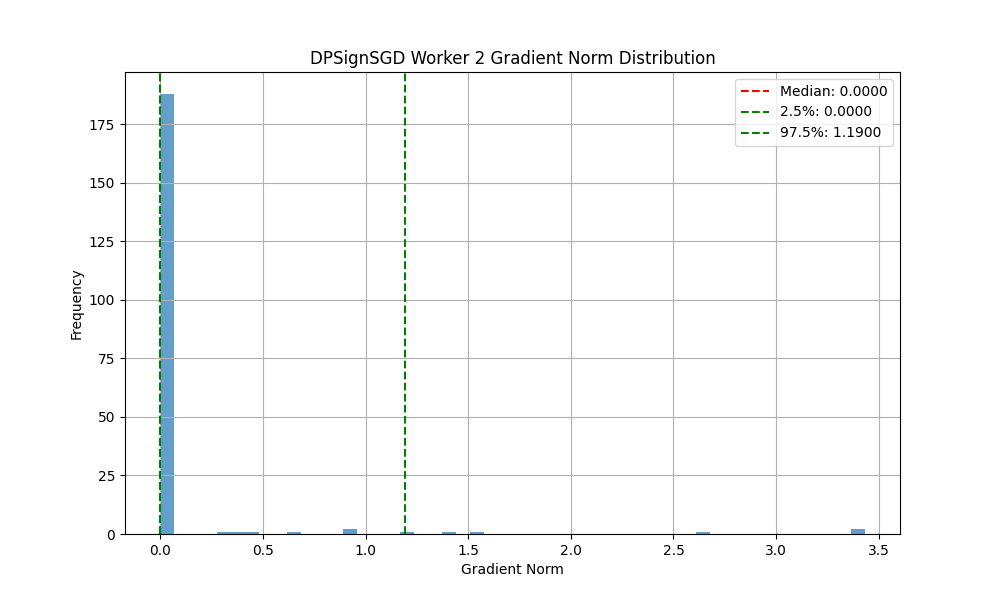 DPSignSGD Worker 2 Gradient Norm Distribution
Median: 0.0000
2.5%: 0.0000
97.5%: 1.1900
Frequency
175
150
125
100
75
50
25
0
0.0 0.5 1.0 1.5 2.0 2.5 3.0 3.5
Gradient Norm